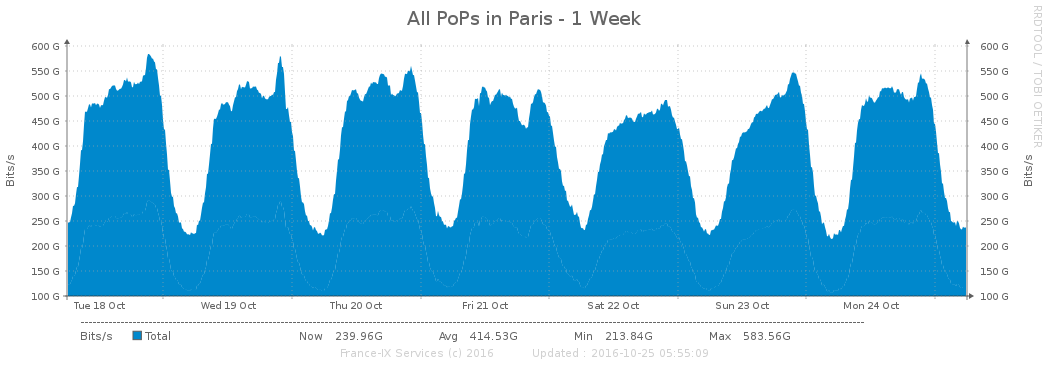 All PoPs in Paris - 1 Week
RRDTOOL / TOBI OETIKER
600 G 600 G
550 G 550 G
500 G 500 G
450 G 450 G
400 G 400 G
350 G 350 G
300 G 300 G
250 G 250 G
200 G 200 G
150 G 150 G
100 G 100 G
Bits/s
Bits/s
Tue 18 Oct Wed 19 Oct Thu 20 Oct Fri 21 Oct Sat 22 Oct Sun 23 Oct Mon 24 Oct
Bits/s Total Now 239.96G Avg 414.53G Min 213.84G Max 583.56G
France-IX Services (c) 2016 Updated : 2016-10-25 05:55:09